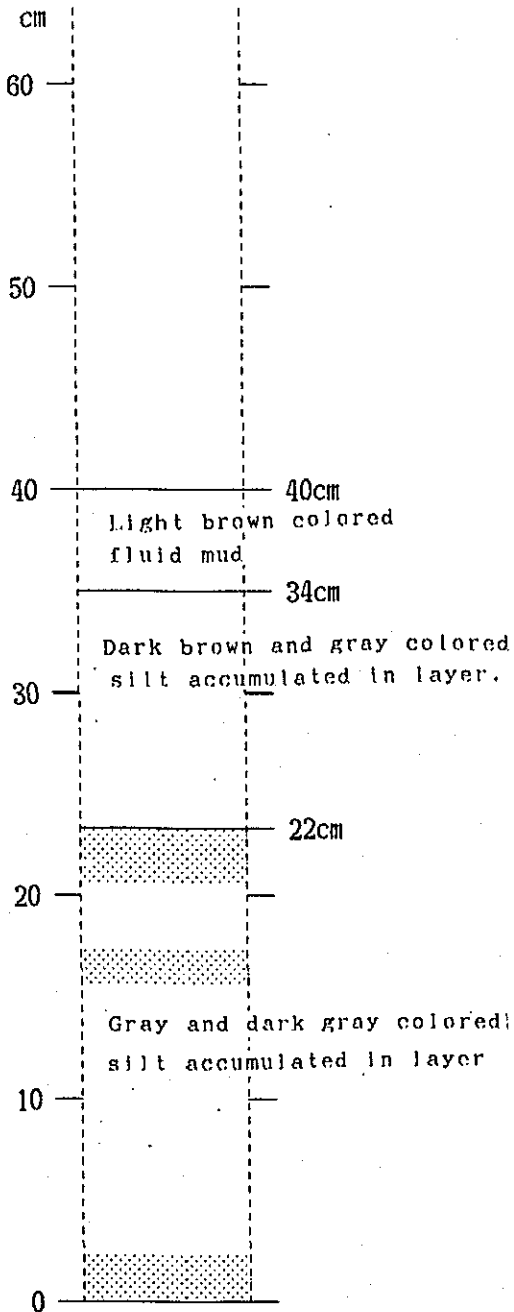 cm
60
50
40
40cm
Light brown colored
fluid mud
34cm
Dark brown and gray colored
silt accumulated in layer.
30
22cm
20
Gray and dark gray colored
silt accumulated in layer
10
0